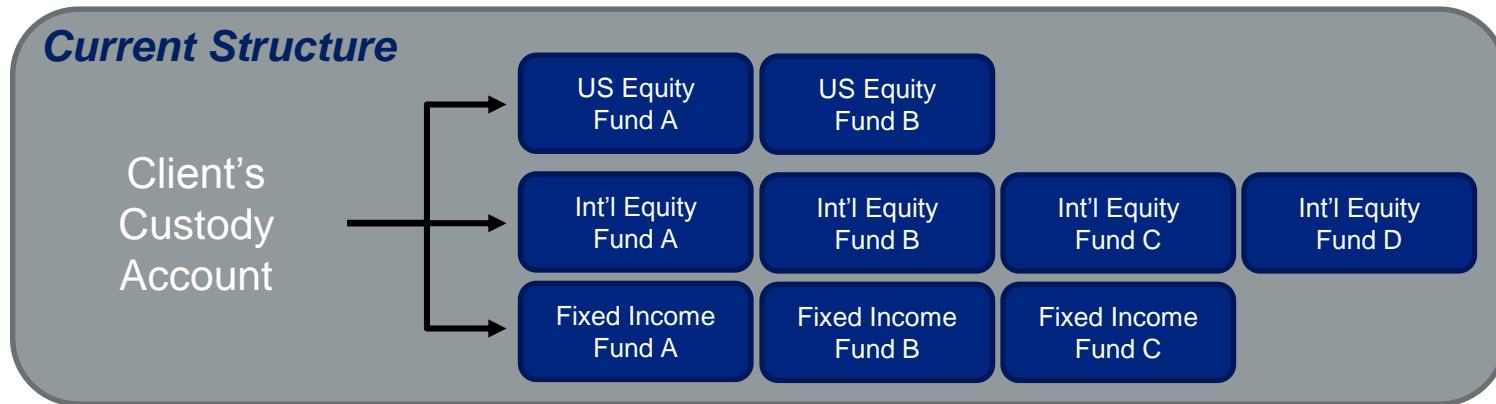 Current Structure
Client’s
Custody
Account
US Equity
Fund A
US Equity
Fund B
Int’l Equity
Fund A
Int’l Equity
Fund B
Int’l Equity
Fund C
Int’l Equity
Fund D
Fixed Income
Fund A
Fixed Income
Fund B
Fixed Income
Fund C